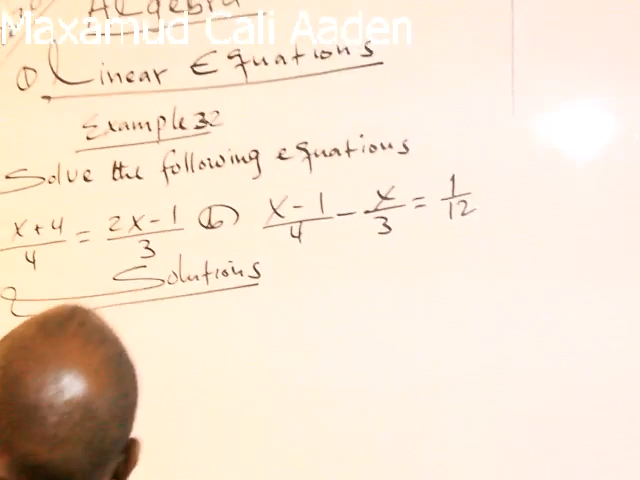 Algebra
Maxamud Cali Aaden
① Linear Equations
Example 32
Solve the following equations
x+4/4 = 2x-1/3 (b) x-1/4 - x/3 = 1/12
Solutions